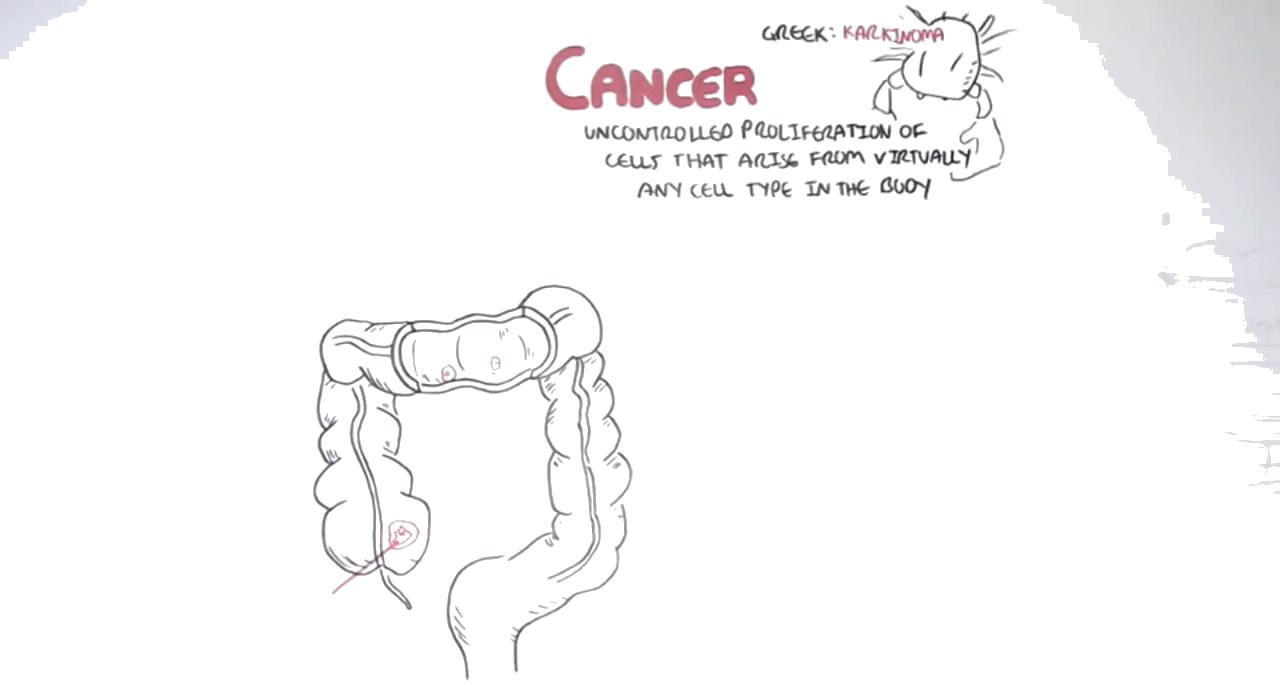 GREEK: KARKINOMA
CANCER
UNCONTROLLED PROLIFERATION OF
CELLS THAT ARISE FROM VIRTUALLY
ANY CELL TYPE IN THE BODY